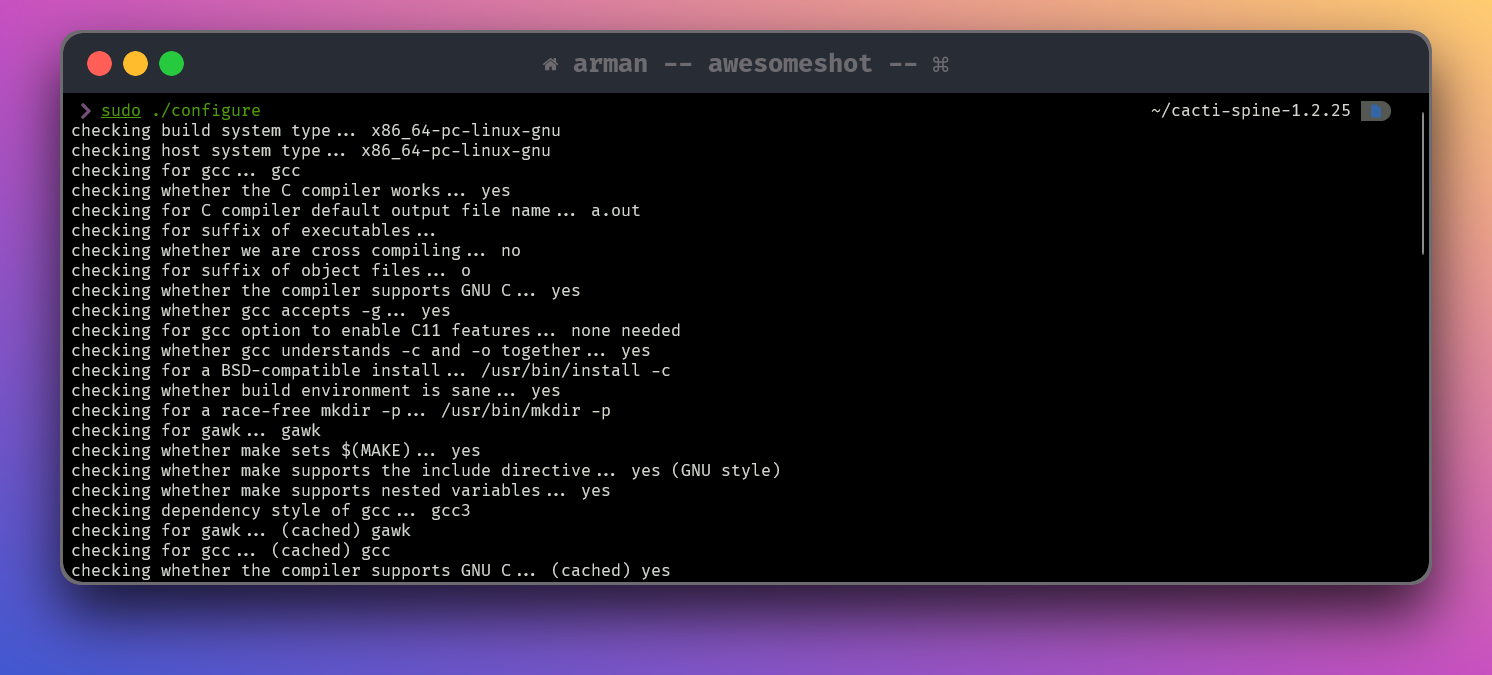 arman -- awesomeshot -- ⌘
❯ sudo ./configure ~/cacti-spine-1.2.25
checking build system type... x86_64-pc-linux-gnu
checking host system type... x86_64-pc-linux-gnu
checking for gcc... gcc
checking whether the C compiler works... yes
checking for C compiler default output file name... a.out
checking for suffix of executables...
checking whether we are cross compiling... no
checking for suffix of object files... o
checking whether the compiler supports GNU C... yes
checking whether gcc accepts -g... yes
checking for gcc option to enable C11 features... none needed
checking whether gcc understands -c and -o together... yes
checking for a BSD-compatible install... /usr/bin/install -c
checking whether build environment is sane... yes
checking for a race-free mkdir -p... /usr/bin/mkdir -p
checking for gawk... gawk
checking whether make sets $(MAKE)... yes
checking whether make supports the include directive... yes (GNU style)
checking whether make supports nested variables... yes
checking dependency style of gcc... gcc3
checking for gawk... (cached) gawk
checking for gcc... (cached) gcc
checking whether the compiler supports GNU C... (cached) yes